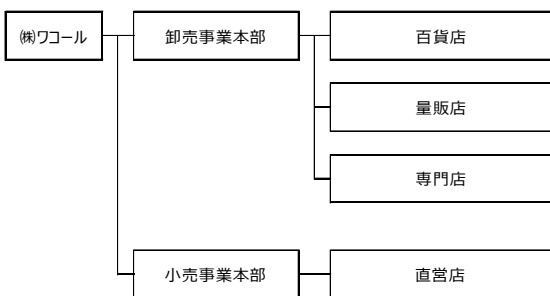 ㈱ワコール
卸売事業本部
百貨店
量販店
専門店
小売事業本部
直営店